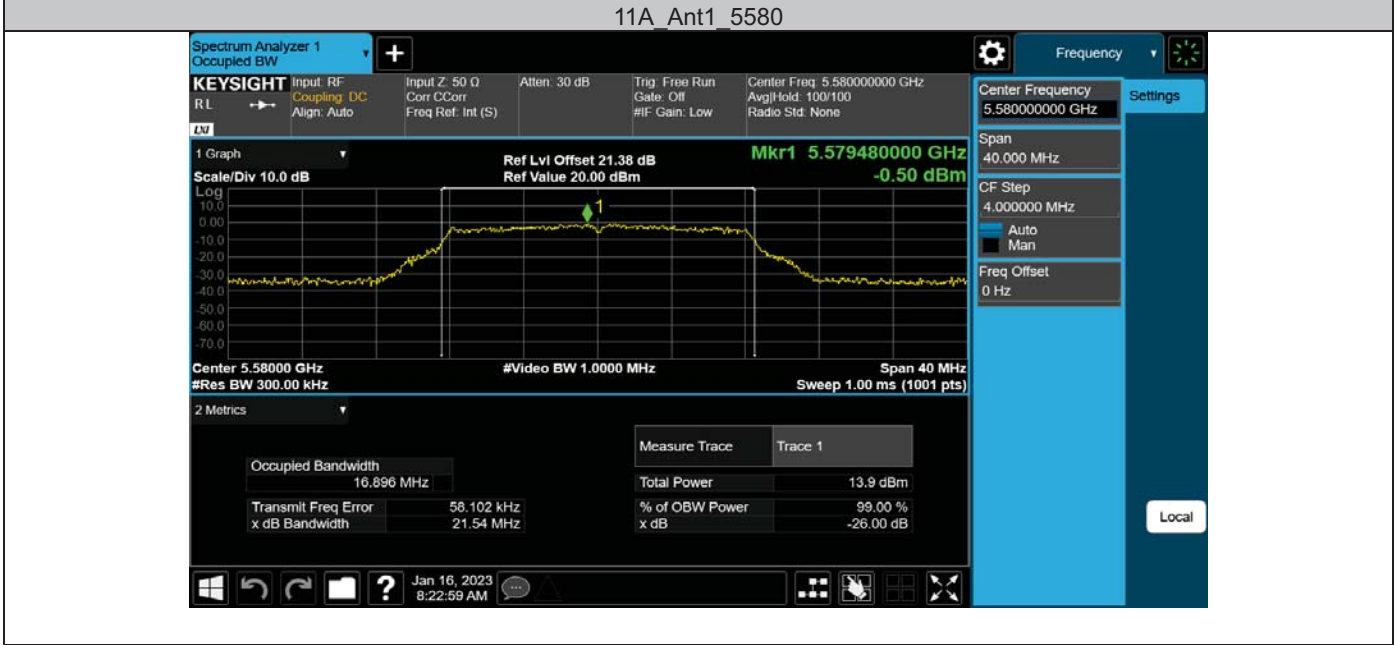 11A_Ant1_5580
Spectrum Analyzer 1
Occupied BW
+
Frequency
KEYSIGHT
RL
LXI
Input: RF
Coupling: DC
Align: Auto
Input Z: 50 Ω
Corr CCorr
Freq Ref: Int (S)
Atten: 30 dB
Trig: Free Run
Gate: Off
#IF Gain: Low
Center Freq: 5.580000000 GHz
Avg|Hold: 100/100
Radio Std: None
Center Frequency
5.580000000 GHz
Settings
Span
40.000 MHz
CF Step
4.000000 MHz
Auto
Man
Freq Offset
0 Hz
Local
1 Graph
Scale/Div 10.0 dB
Ref Lvl Offset 21.38 dB
Ref Value 20.00 dBm
Mkr1 5.579480000 GHz
-0.50 dBm
Log
10.0
0.00
-10.0
-20.0
-30.0
-40.0
-50.0
-60.0
-70.0
1
Center 5.58000 GHz
#Res BW 300.00 kHz
#Video BW 1.0000 MHz
Span 40 MHz
Sweep 1.00 ms (1001 pts)
2 Metrics
Measure Trace Trace 1
Occupied Bandwidth
16.896 MHz
Total Power 13.9 dBm
Transmit Freq Error 58.102 kHz
% of OBW Power 99.00 %
x dB Bandwidth 21.54 MHz
x dB -26.00 dB
?
Jan 16, 2023
8:22:59 AM